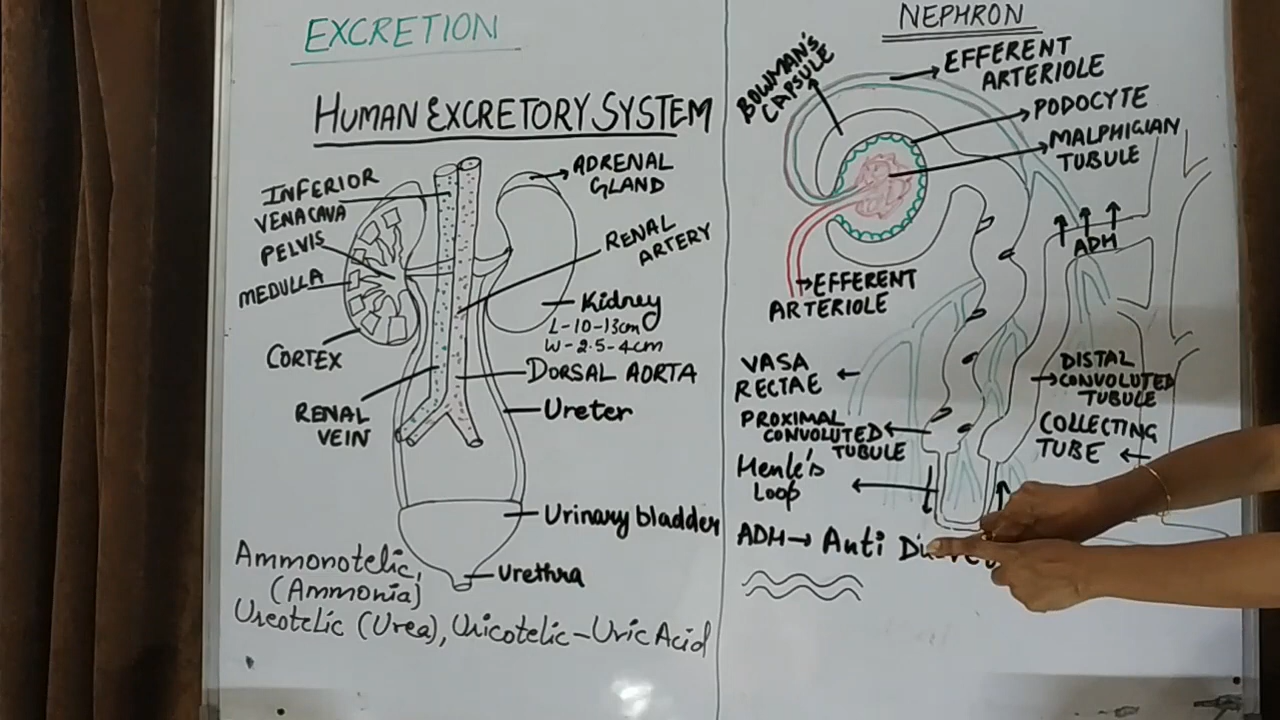 EXCRETION
HUMAN EXCRETORY SYSTEM
INFERIOR
VENACAVA
PELVIS
MEDULLA
CORTEX
RENAL
VEIN
ADRENAL
GLAND
RENAL
ARTERY
Kidney
L-10-13cm
W-2.5-4cm
DORSAL AORTA
Ureter
Urinary bladder
Urethra
Ammonotelic,
(Ammonia)
Ureotelic (Urea), Uricotelic-Uric Acid
NEPHRON
BOWMAN'S
CAPSULE
EFFERENT
ARTERIOLE
PODOCYTE
MALPHIGIAN
TUBULE
ADH
EFFERENT
ARTERIOLE
VASA
RECTAE
PROXIMAL
CONVOLUTED
TUBULE
Henle's
Loop
DISTAL
CONVOLUTED
TUBULE
COLLECTING
TUBE
ADH→ Anti